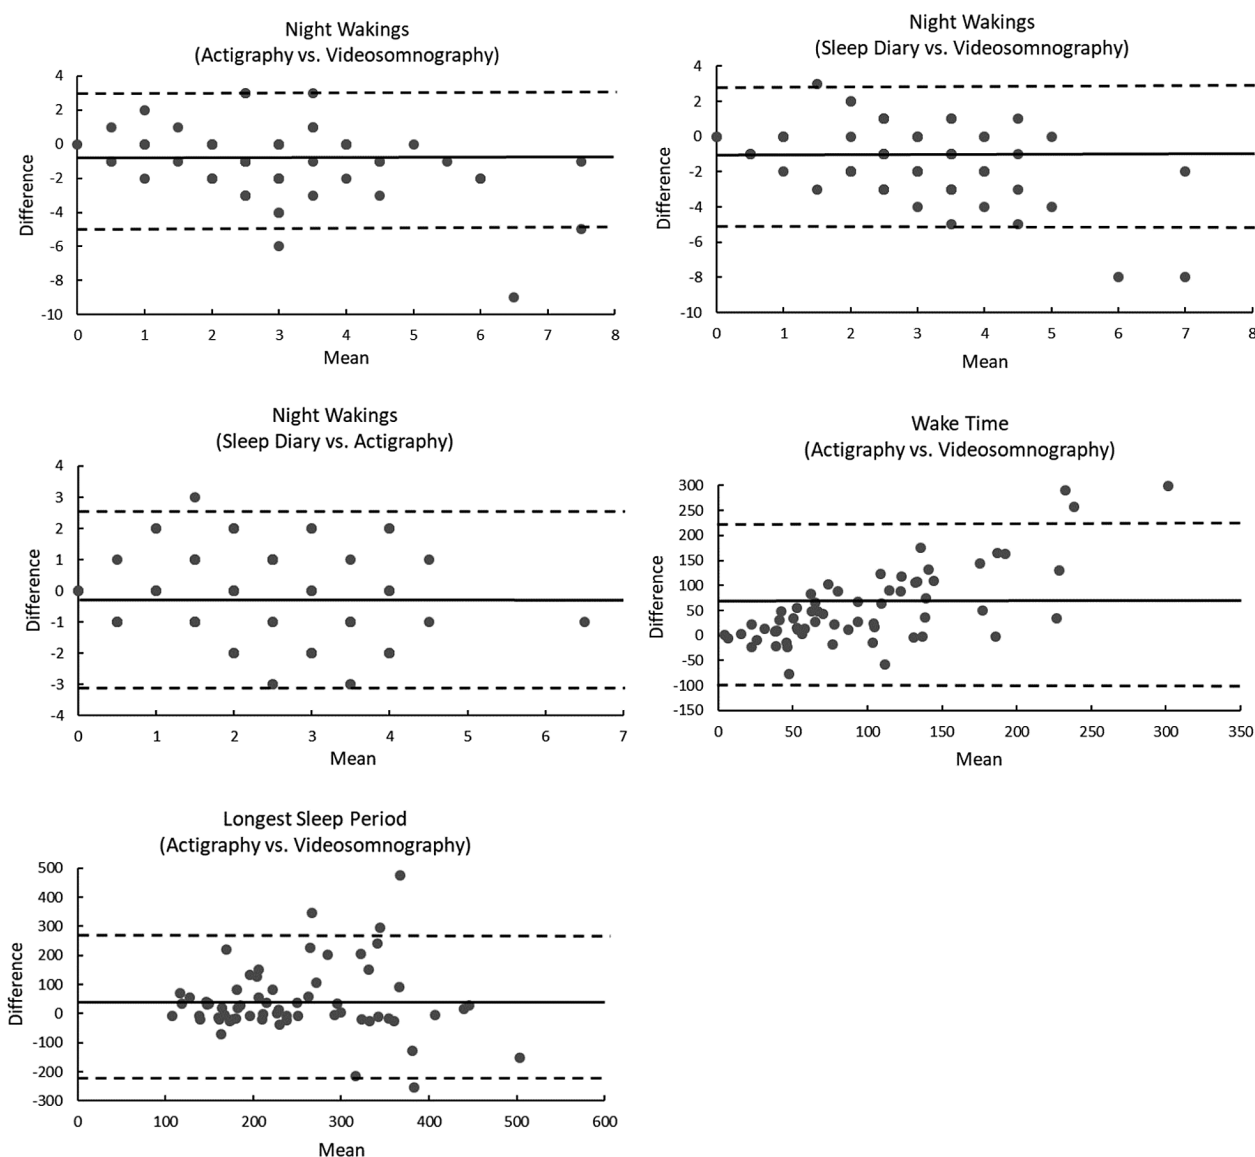 Night Wakings
(Actigraphy vs. Videosomnography)
4
2
0
-2
-4
-6
-8
-10
Difference
0 1 2 3 4 5 6 7 8
Mean
Night Wakings
(Sleep Diary vs. Videosomnography)
4
2
0
-2
-4
-6
-8
-10
Difference
0 1 2 3 4 5 6 7 8
Mean
Night Wakings
(Sleep Diary vs. Actigraphy)
4
3
2
1
0
-1
-2
-3
-4
Difference
0 1 2 3 4 5 6 7
Mean
Wake Time
(Actigraphy vs. Videosomnography)
300
250
200
150
100
50
0
-50
-100
-150
Difference
0 50 100 150 200 250 300 350
Mean
Longest Sleep Period
(Actigraphy vs. Videosomnography)
500
400
300
200
100
0
-100
-200
-300
Difference
0 100 200 300 400 500 600
Mean